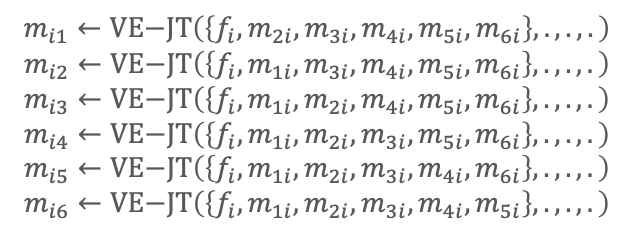 m_{i1} ← VE−JT({f_i, m_{2i}, m_{3i}, m_{4i}, m_{5i}, m_{6i}}, . , . , . )
m_{i2} ← VE−JT({f_i, m_{1i}, m_{3i}, m_{4i}, m_{5i}, m_{6i}}, . , . , . )
m_{i3} ← VE−JT({f_i, m_{1i}, m_{2i}, m_{4i}, m_{5i}, m_{6i}}, . , . , . )
m_{i4} ← VE−JT({f_i, m_{1i}, m_{2i}, m_{3i}, m_{5i}, m_{6i}}, . , . , . )
m_{i5} ← VE−JT({f_i, m_{1i}, m_{2i}, m_{3i}, m_{4i}, m_{6i}}, . , . , . )
m_{i6} ← VE−JT({f_i, m_{1i}, m_{2i}, m_{3i}, m_{4i}, m_{5i}}, . , . , . )